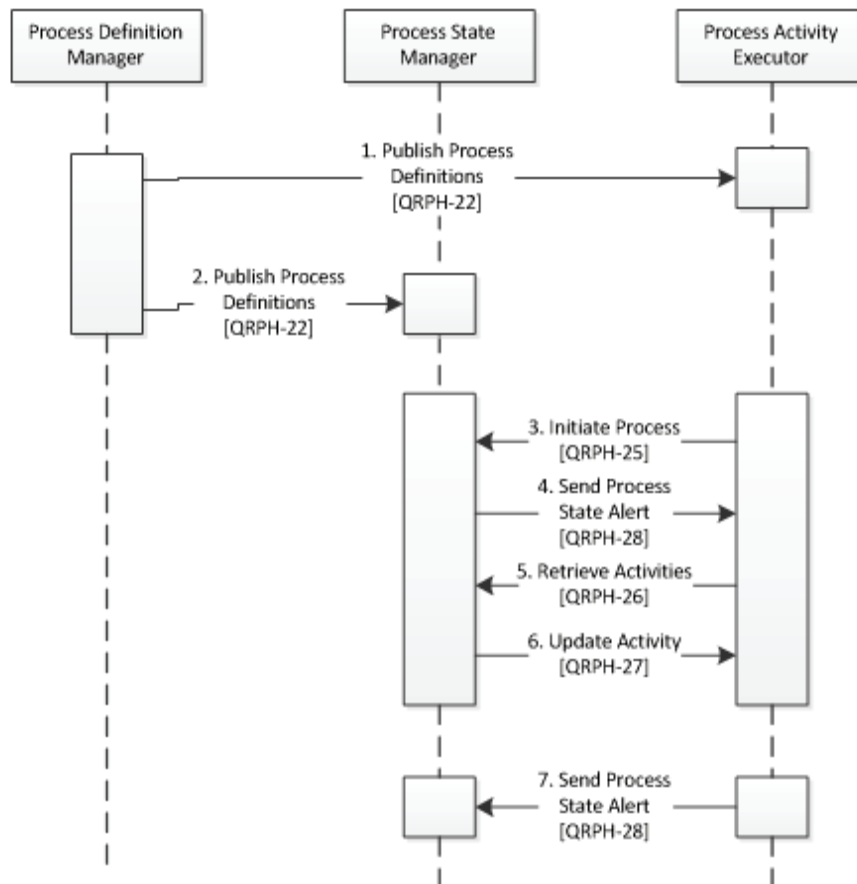 Process Definition
Manager
Process State
Manager
Process Activity
Executor
1. Publish Process
Definitions
[QRPH-22]
2. Publish Process
Definitions
[QRPH-22]
3. Initiate Process
[QRPH-25]
4. Send Process
State Alert
[QRPH-28]
5. Retrieve Activities
[QRPH-26]
6. Update Activity
[QRPH-27]
7. Send Process
State Alert
[QRPH-28]